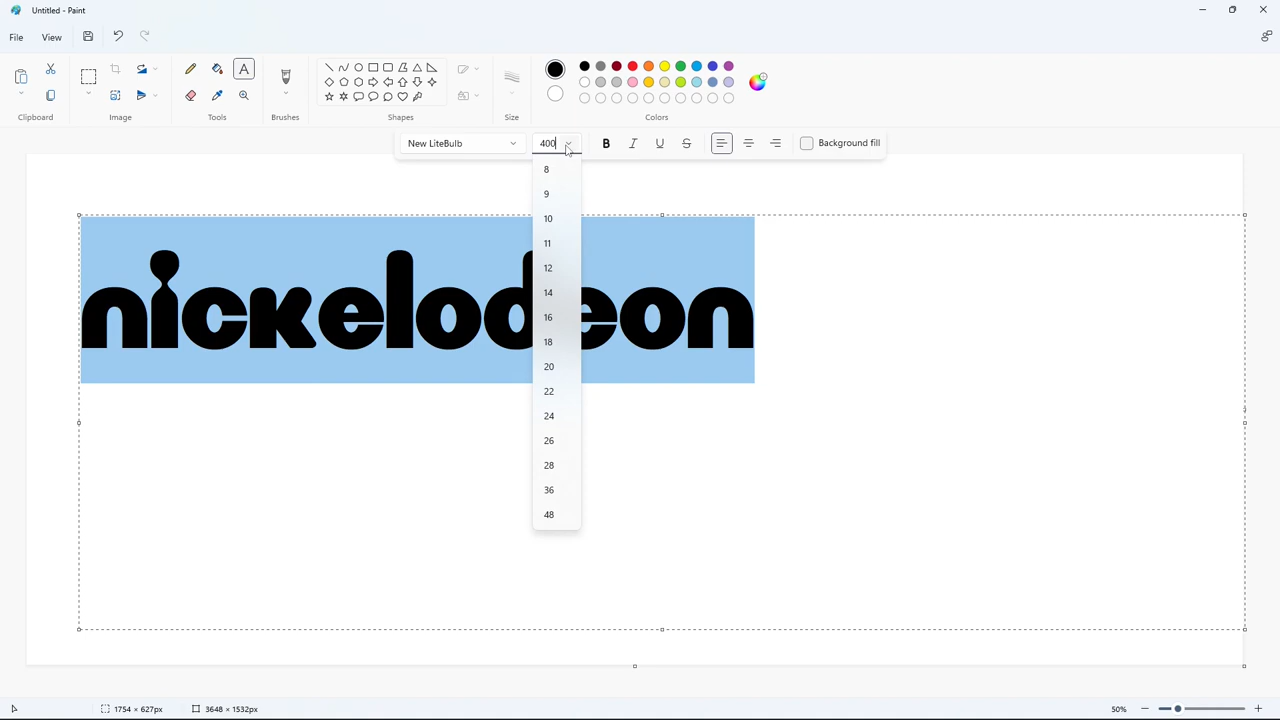 Untitled - Paint
File View
Clipboard
Image
Tools
Brushes
Shapes
Size
Colors
New LiteBulb 400 B I U S Background fill
8
9
10
11
12
14
16
18
20
22
24
26
28
36
48
nickelodeon
1754 × 627px 3648 × 1532px 50%